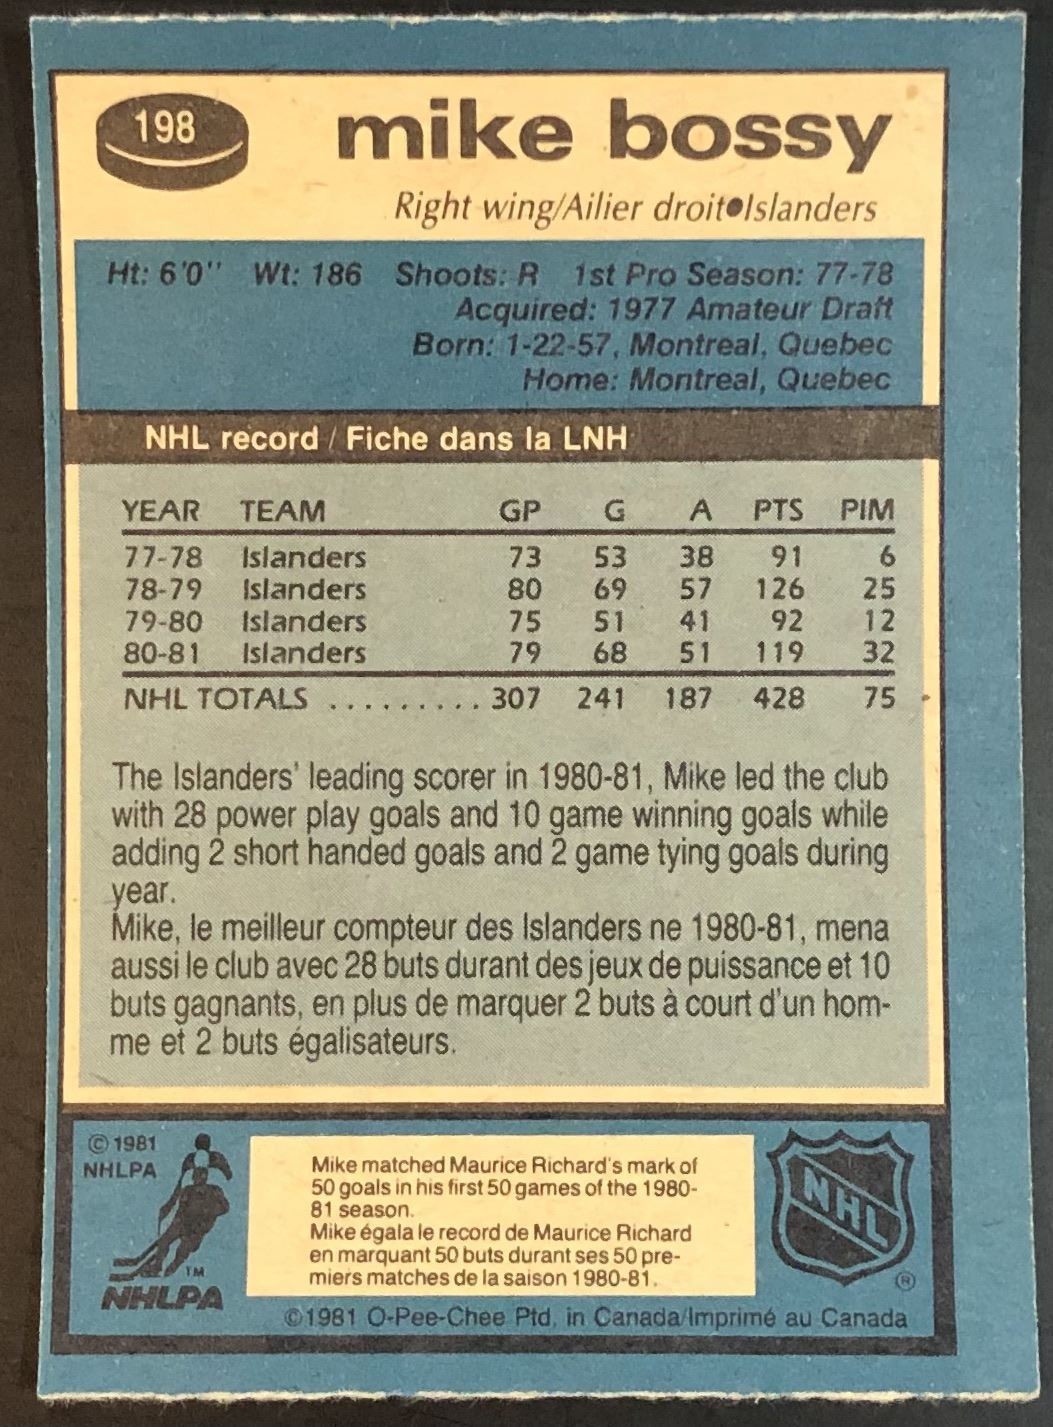 198
mike bossy
Right wing/Ailier droit•Islanders
Ht: 6'0" Wt: 186 Shoots: R 1st Pro Season: 77-78
Acquired: 1977 Amateur Draft
Born: 1-22-57, Montreal, Quebec
Home: Montreal, Quebec
NHL record / Fiche dans la LNH
YEAR TEAM GP G A PTS PIM
77-78 Islanders 73 53 38 91 6
78-79 Islanders 80 69 57 126 25
79-80 Islanders 75 51 41 92 12
80-81 Islanders 79 68 51 119 32
NHL TOTALS ......... 307 241 187 428 75
The Islanders' leading scorer in 1980-81, Mike led the club
with 28 power play goals and 10 game winning goals while
adding 2 short handed goals and 2 game tying goals during
year.
Mike, le meilleur compteur des Islanders ne 1980-81, mena
aussi le club avec 28 buts durant des jeux de puissance et 10
buts gagnants, en plus de marquer 2 buts à court d'un hom-
me et 2 buts égalisateurs.
© 1981
NHLPA
TM
NHLPA
Mike matched Maurice Richard's mark of
50 goals in his first 50 games of the 1980-
81 season.
Mike égala le record de Maurice Richard
en marquant 50 buts durant ses 50 pre-
miers matches de la saison 1980-81.
NHL
®
©1981 O-Pee-Chee Ptd. in Canada/Imprimé au Canada